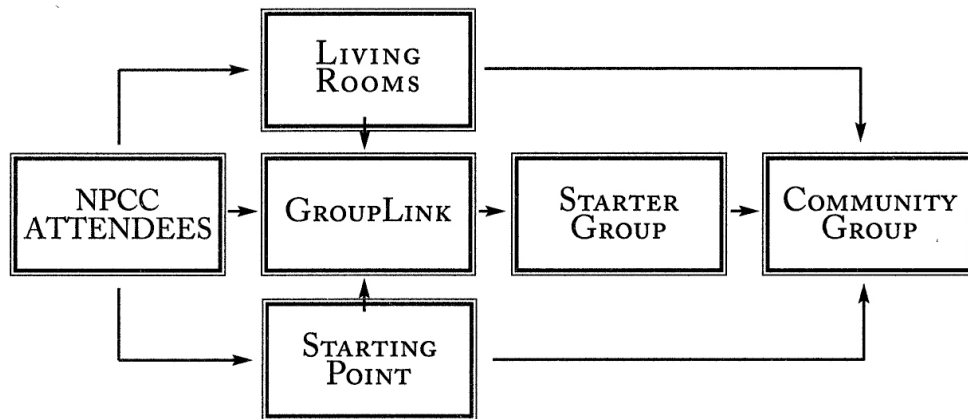 LIVING
ROOMS
NPCC
ATTENDEES
GROUPLINK
STARTER
GROUP
COMMUNITY
GROUP
STARTING
POINT